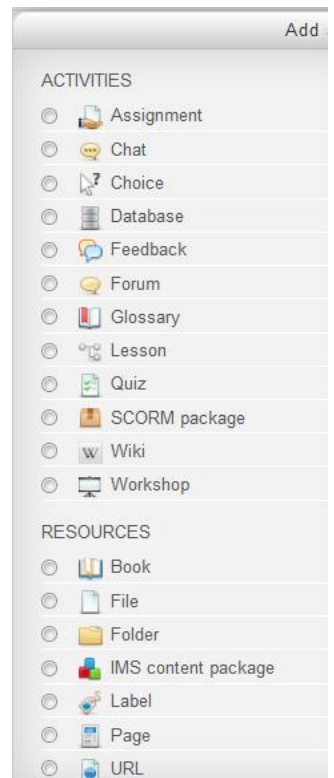 Add
ACTIVITIES
Assignment
Chat
Choice
Database
Feedback
Forum
Glossary
Lesson
Quiz
SCORM package
Wiki
Workshop
RESOURCES
Book
File
Folder
IMS content package
Label
Page
URL